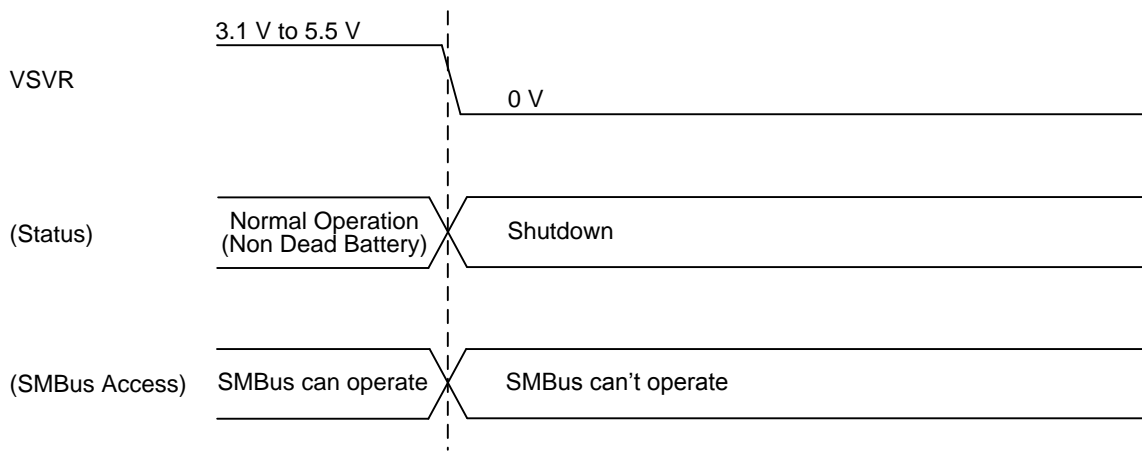 3.1 V to 5.5 V
VSVR
0 V
(Status)
Normal Operation
(Non Dead Battery)
Shutdown
(SMBus Access)
SMBus can operate
SMBus can’t operate